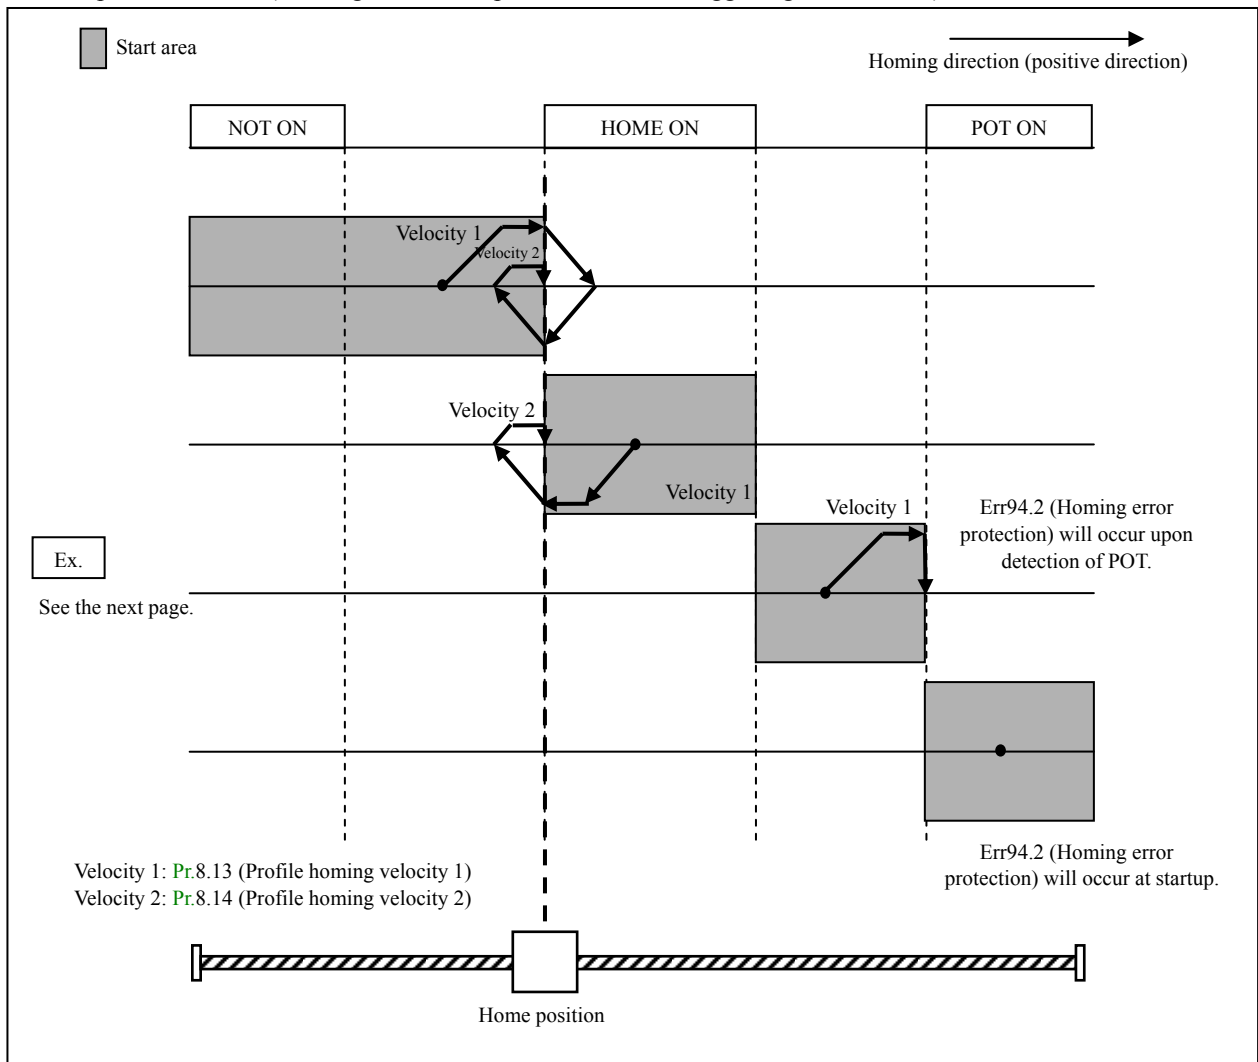 Start area
Homing direction (positive direction)
NOT ON
HOME ON
POT ON
Velocity 1
Velocity 2
Velocity 2
Velocity 1
Velocity 1
Err94.2 (Homing error
protection) will occur upon
detection of POT.
Ex.
See the next page.
Err94.2 (Homing error
protection) will occur at startup.
Velocity 1: Pr.8.13 (Profile homing velocity 1)
Velocity 2: Pr.8.14 (Profile homing velocity 2)
Home position